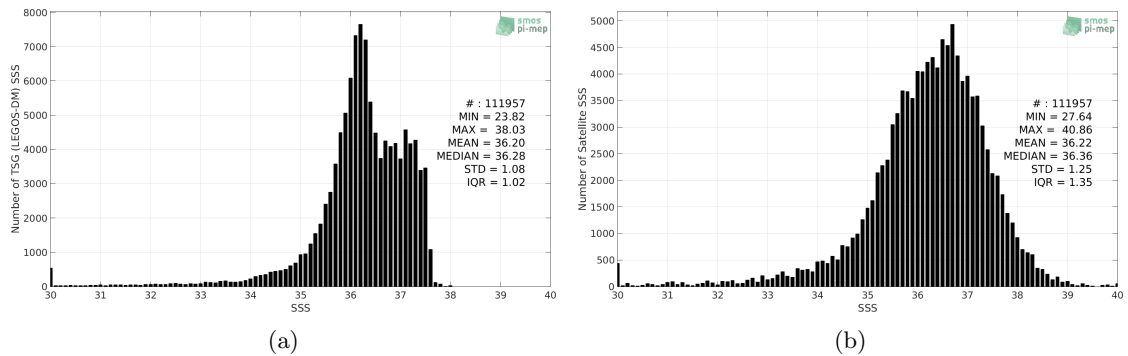 8000
7000
6000
5000
4000
3000
2000
1000
0
Number of TSG (LEGOS-DM) SSS
smos
pi-mep
# : 111957
MIN = 23.82
MAX = 38.03
MEAN = 36.20
MEDIAN = 36.28
STD = 1.08
IQR = 1.02
30 31 32 33 34 35 36 37 38 39 40
SSS
(a)
5000
4500
4000
3500
3000
2500
2000
1500
1000
500
0
Number of Satellite SSS
smos
pi-mep
# : 111957
MIN = 27.64
MAX = 40.86
MEAN = 36.22
MEDIAN = 36.36
STD = 1.25
IQR = 1.35
30 31 32 33 34 35 36 37 38 39 40
SSS
(b)